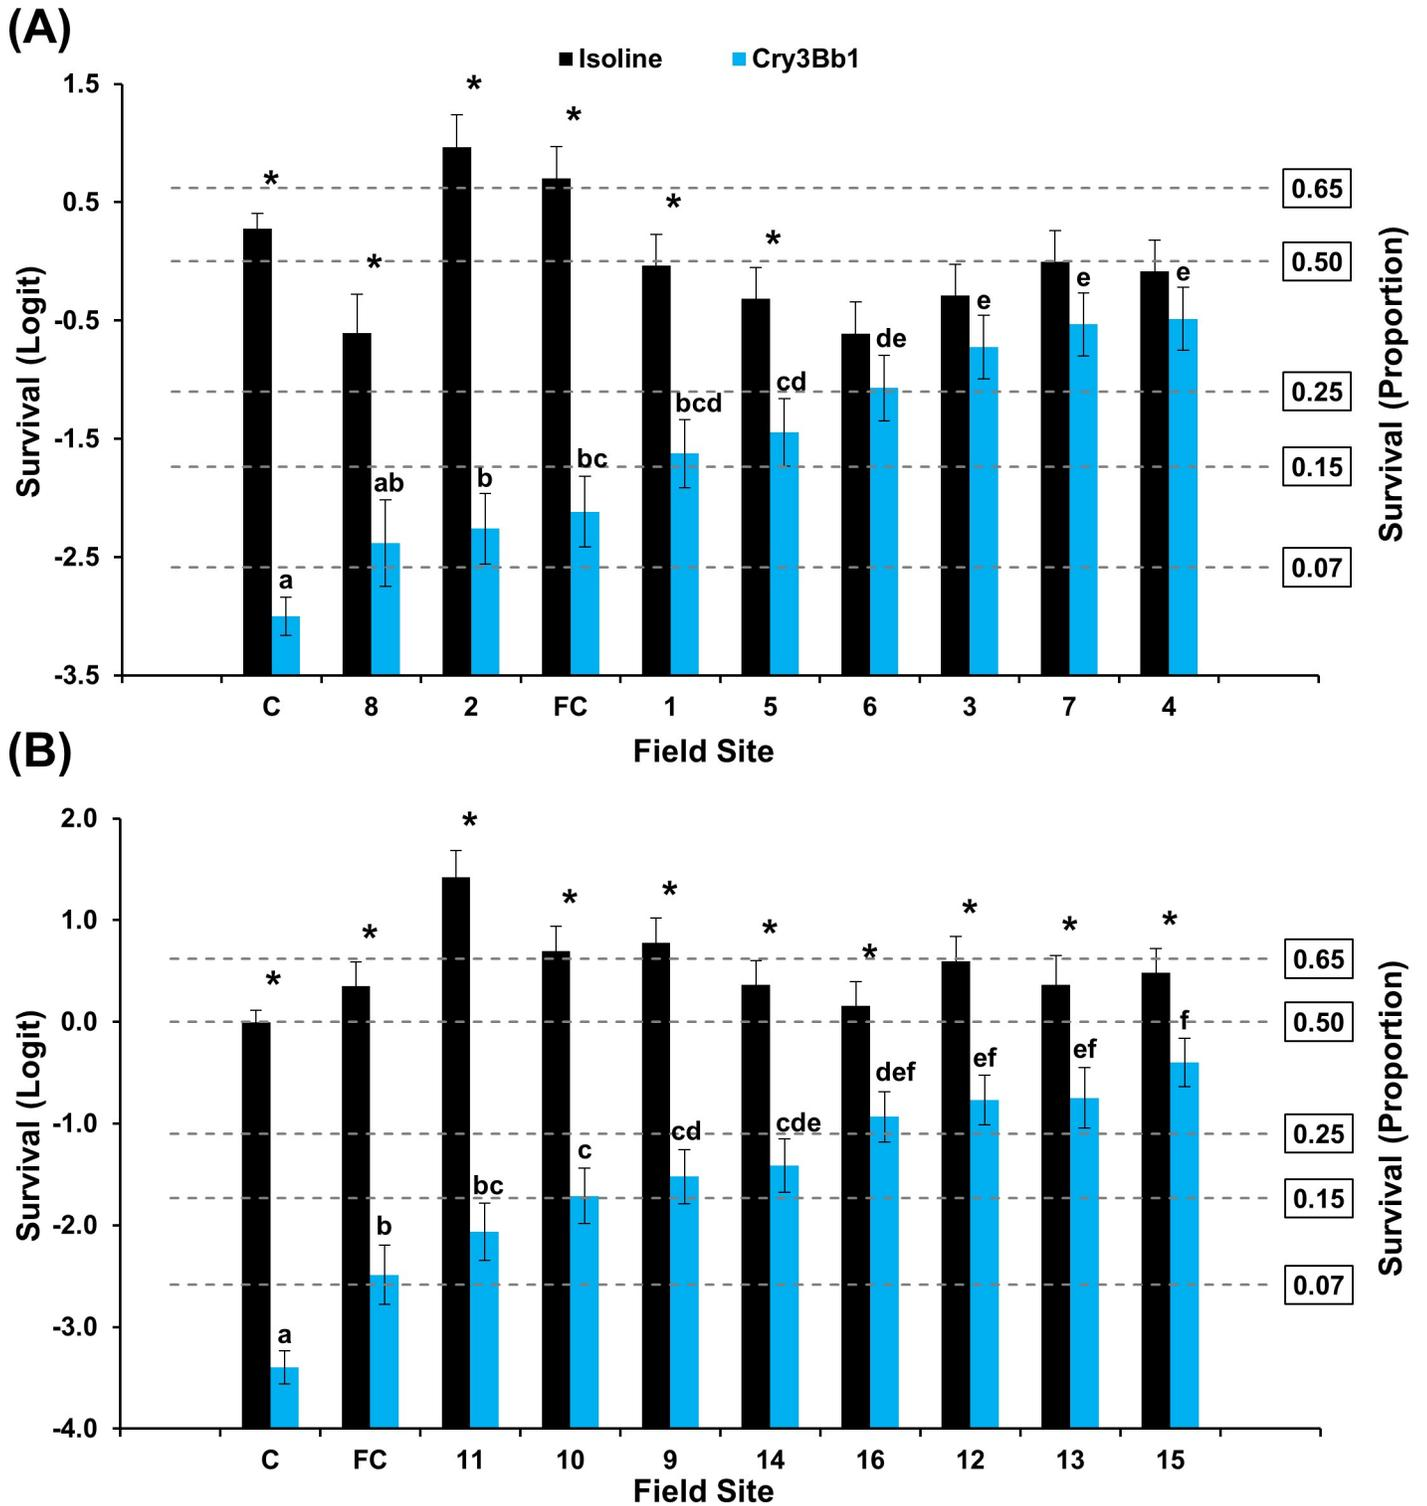 (A)
Isoline Cry3Bb1
1.5
0.5
-0.5
-1.5
-2.5
-3.5
Survival (Logit)
* * * * * *
a ab b bc bcd cd de e e e
0.65
0.50
0.25
0.15
0.07
Survival (Proportion)
C 8 2 FC 1 5 6 3 7 4
Field Site
(B)
2.0
1.0
0.0
-1.0
-2.0
-3.0
-4.0
Survival (Logit)
* * * * * * * * * *
a b bc c cd cde def ef ef f
0.65
0.50
0.25
0.15
0.07
Survival (Proportion)
C FC 11 10 9 14 16 12 13 15
Field Site